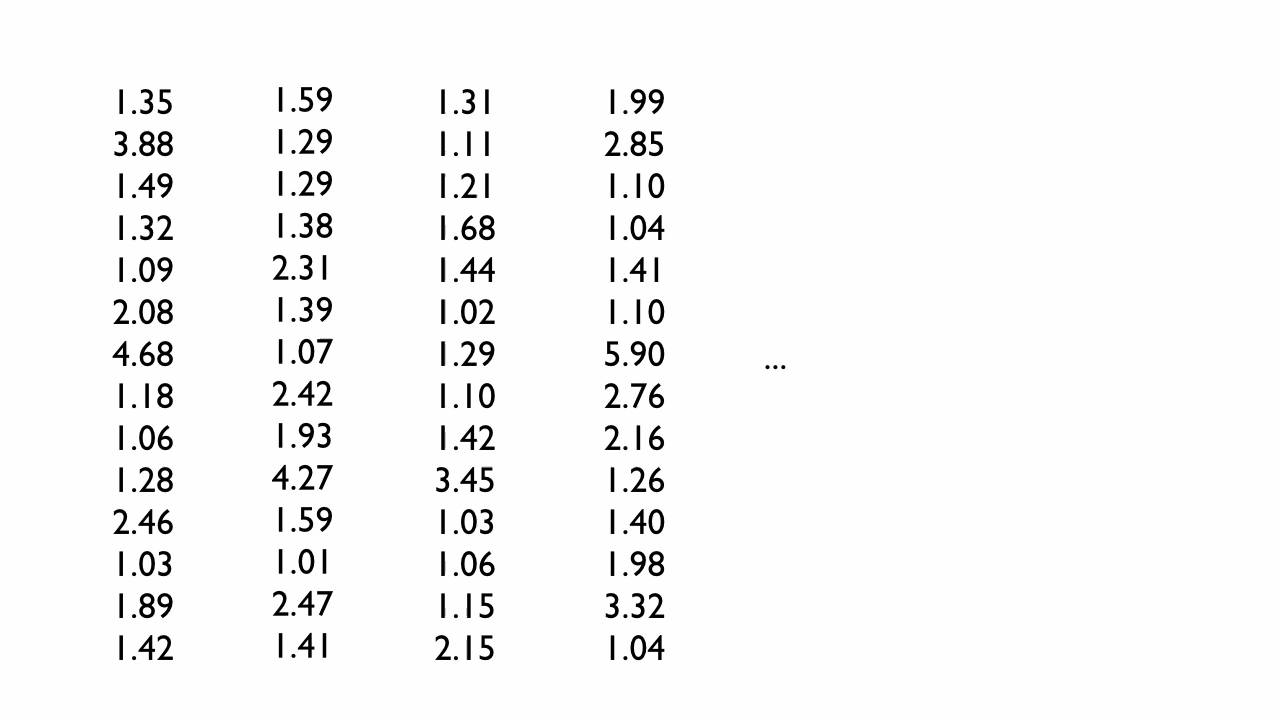 1.35 1.59 1.31 1.99
3.88 1.29 1.11 2.85
1.49 1.29 1.21 1.10
1.32 1.38 1.68 1.04
1.09 2.31 1.44 1.41
2.08 1.39 1.02 1.10
4.68 1.07 1.29 5.90 ...
1.18 2.42 1.10 2.76
1.06 1.93 1.42 2.16
1.28 4.27 3.45 1.26
2.46 1.59 1.03 1.40
1.03 1.01 1.06 1.98
1.89 2.47 1.15 3.32
1.42 1.41 2.15 1.04